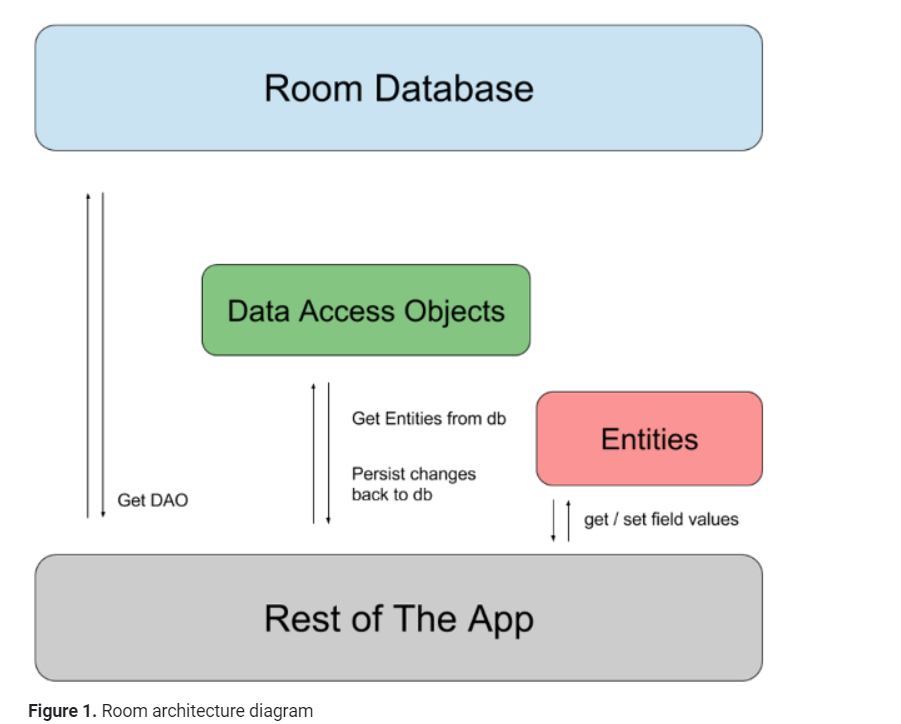 Room Database
Data Access Objects
Get Entities from db
Persist changes
back to db
Entities
Get DAO
get / set field values
Rest of The App
Figure 1. Room architecture diagram